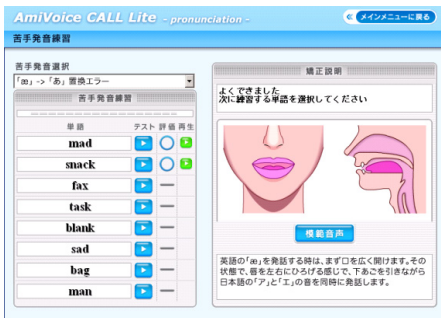 AmiVoice CALL Lite - pronunciation -
メインメニューに戻る
苦手発音練習
苦手発音選択
「æ」->「あ」置換エラー
苦手発音練習
単語 テスト 評価 再生
mad
snack
fax
task
blank
sad
bag
man
矯正説明
よくできました
次に練習する単語を選択してください
模範音声
英語の「æ」を発話する時は、まず口を広く開けます。その
状態で、唇を左右にひろげる感じで、下あごを引きながら
日本語の「ア」と「エ」の音を同時に発話します。